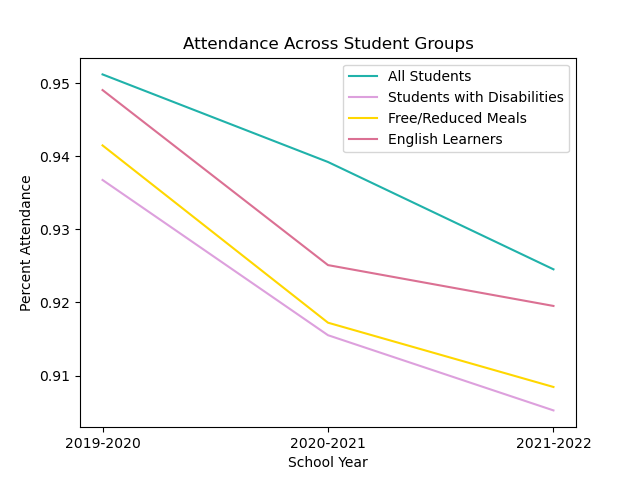 Attendance Across Student Groups
All Students
Students with Disabilities
Free/Reduced Meals
English Learners
Percent Attendance
0.95
0.94
0.93
0.92
0.91
2019-2020
2020-2021
2021-2022
School Year